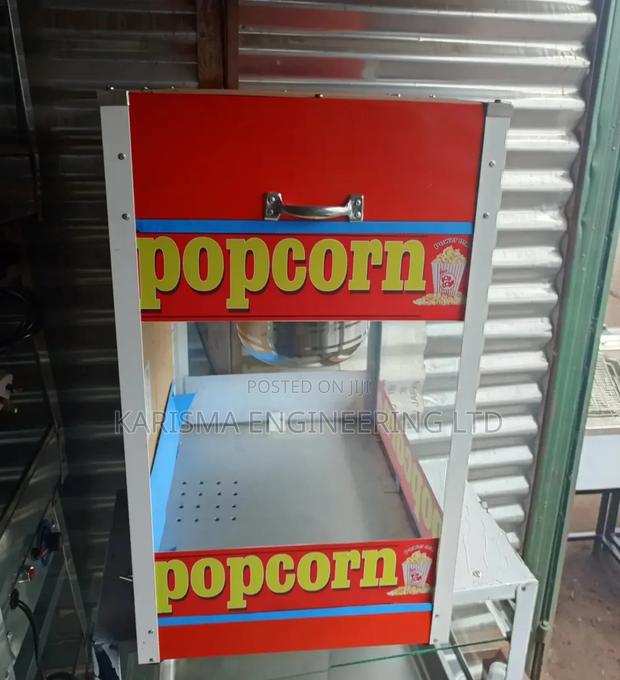 popcorn
POSTED ON JIJI
KARISMA ENGINEERING LTD
popcorn